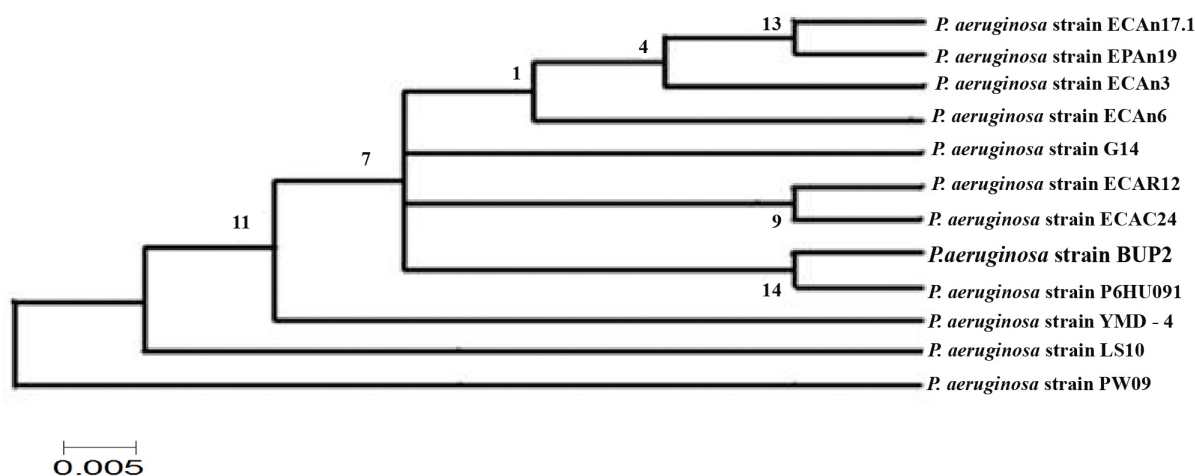 13
P. aeruginosa strain ECAn17.1
4
P. aeruginosa strain EPAn19
1
P. aeruginosa strain ECAn3
P. aeruginosa strain ECAn6
7
P. aeruginosa strain G14
P. aeruginosa strain ECAR12
11
9
P. aeruginosa strain ECAC24
P.aeruginosa strain BUP2
14
P. aeruginosa strain P6HU091
P. aeruginosa strain YMD - 4
P. aeruginosa strain LS10
P. aeruginosa strain PW09
0.005